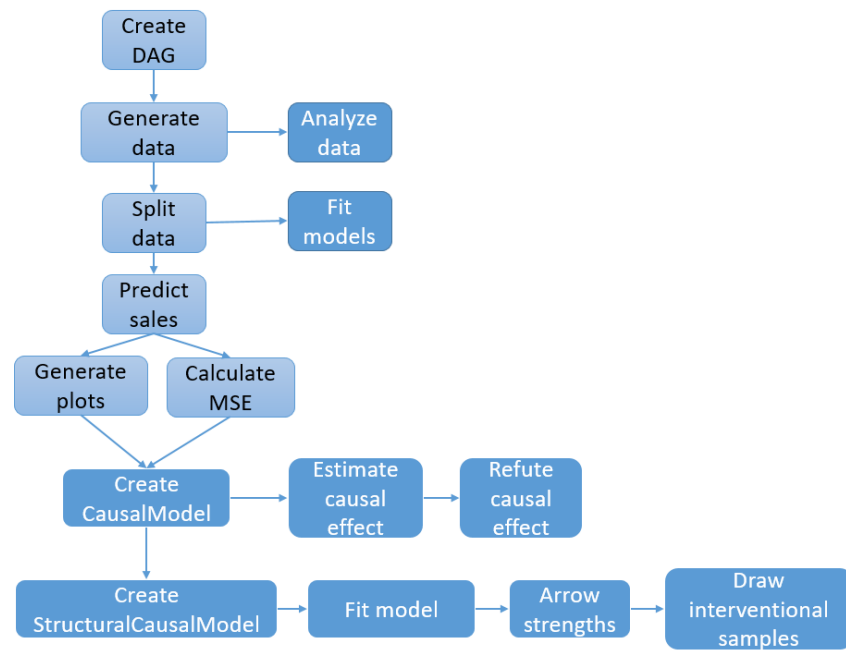 Create
DAG
Generate
data
Analyze
data
Split
data
Fit
models
Predict
sales
Generate
plots
Calculate
MSE
Create
CausalModel
Estimate
causal
effect
Refute
causal
effect
Create
StructuralCausalModel
Fit model
Arrow
strengths
Draw
interventional
samples